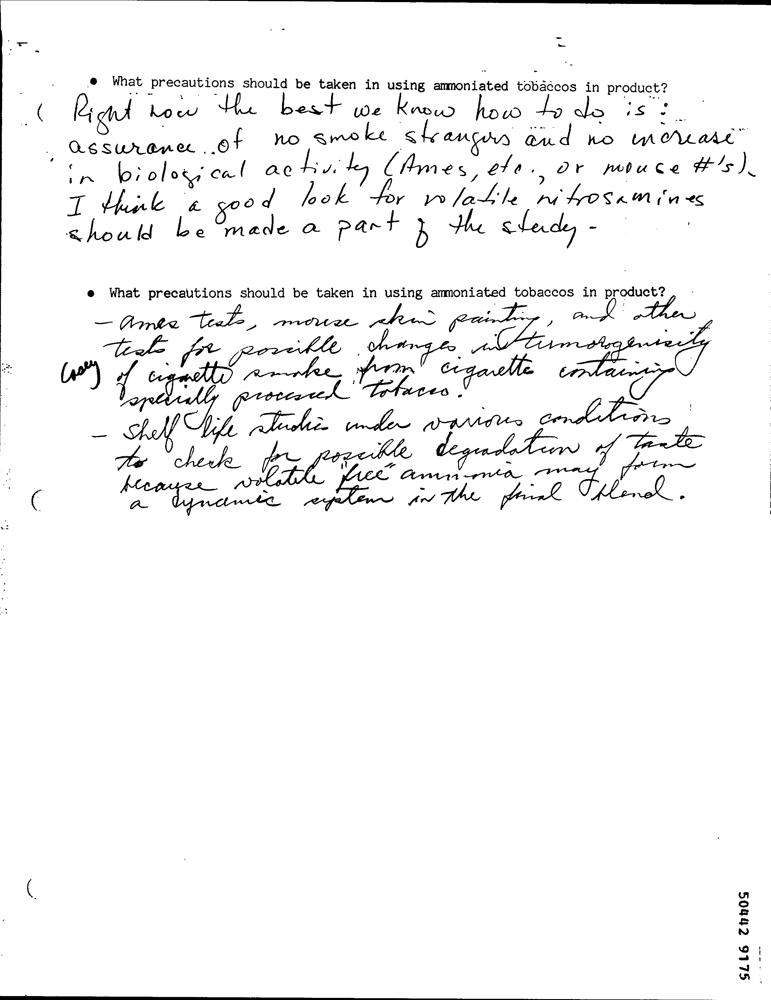 • What precautions should be taken in using ammoniated tobaccos in product?
Right now the best we know how to do is:
assurance of no smoke strangers and no increase
in biological activity (Ames, etc., or mouse #'s).
I think a good look for volatile nitrosamines
should be made a part of the study -
• What precautions should be taken in using ammoniated tobaccos in product?
- Ames tests, mouse skin painting, and other
tests for possible changes in tumorogenisity
Casey of cigarette smoke from cigarette containing
specially processed tobacco.
- Shelf life studies under various conditions
to check for possible degradation of taste
because volatile "free" ammonia may form
a dynamic system in the final blend.
50442 9175